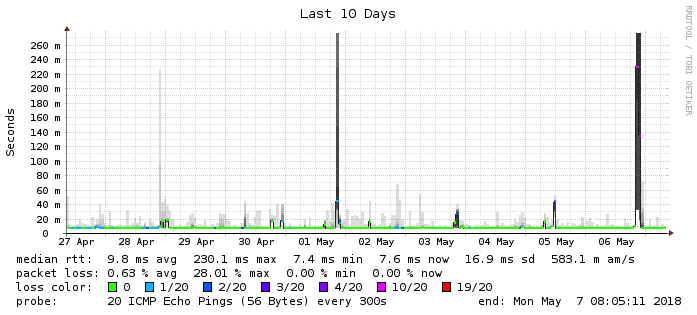 Last 10 Days
RRDTOOL / TOBI OETIKER
Seconds
260 m
240 m
220 m
200 m
180 m
160 m
140 m
120 m
100 m
80 m
60 m
40 m
20 m
0
27 Apr 28 Apr 29 Apr 30 Apr 01 May 02 May 03 May 04 May 05 May 06 May
median rtt: 9.8 ms avg 230.1 ms max 7.4 ms min 7.6 ms now 16.9 ms sd 583.1 m am/s
packet loss: 0.63 % avg 28.01 % max 0.00 % min 0.00 % now
loss color: 0 1/20 2/20 3/20 4/20 10/20 19/20
probe: 20 ICMP Echo Pings (56 Bytes) every 300s end: Mon May 7 08:05:11 2018